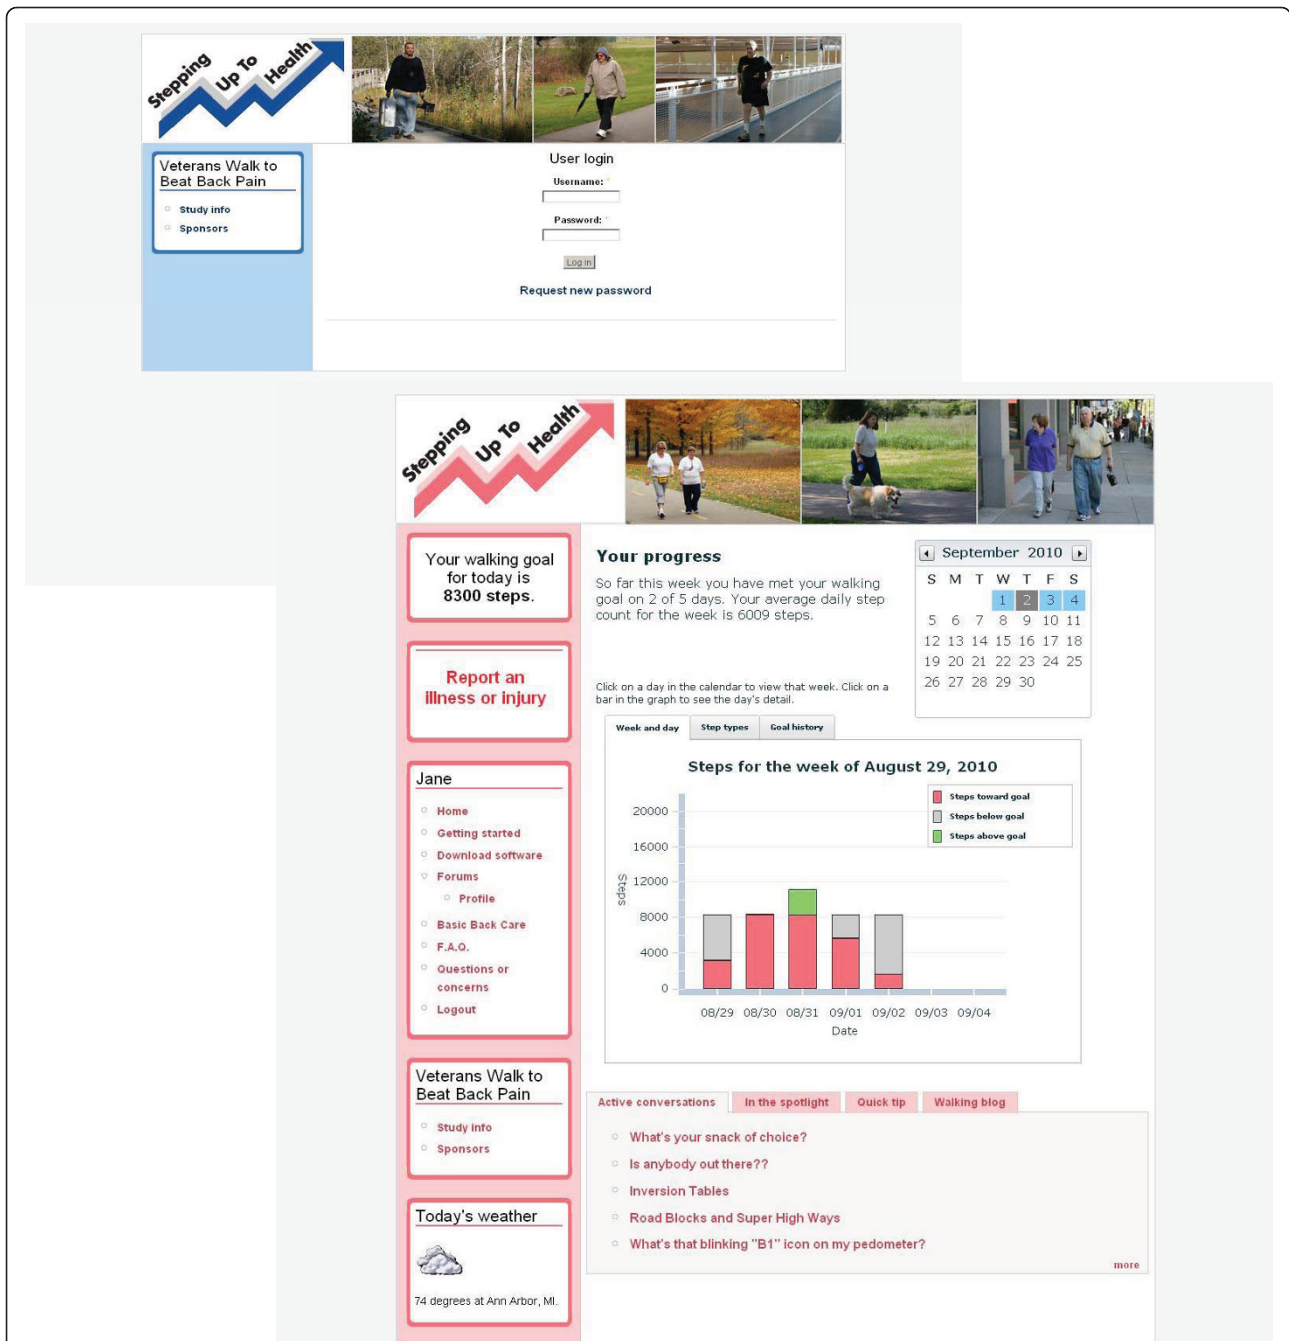 Stepping Up To Health
Veterans Walk to
Beat Back Pain
Study info
Sponsors
User login
Username: *
Password: *
Log in
Request new password
Stepping Up To Health
Your walking goal
for today is
8300 steps.
Report an
illness or injury
Jane
Home
Getting started
Download software
Forums
Profile
Basic Back Care
F.A.Q.
Questions or
concerns
Logout
Veterans Walk to
Beat Back Pain
Study info
Sponsors
Today's weather
74 degrees at Ann Arbor, MI.
Your progress
So far this week you have met your walking
goal on 2 of 5 days. Your average daily step
count for the week is 6009 steps.
September 2010
S M T W T F S
1 2 3 4
5 6 7 8 9 10 11
12 13 14 15 16 17 18
19 20 21 22 23 24 25
26 27 28 29 30
Click on a day in the calendar to view that week. Click on a
bar in the graph to see the day's detail.
Week and day Step types Goal history
Steps for the week of August 29, 2010
Steps toward goal
Steps below goal
Steps above goal
Steps
20000
16000
12000
8000
4000
0
08/29 08/30 08/31 09/01 09/02 09/03 09/04
Date
Active conversations In the spotlight Quick tip Walking blog
What's your snack of choice?
Is anybody out there??
Inversion Tables
Road Blocks and Super High Ways
What's that blinking "B1" icon on my pedometer?
more